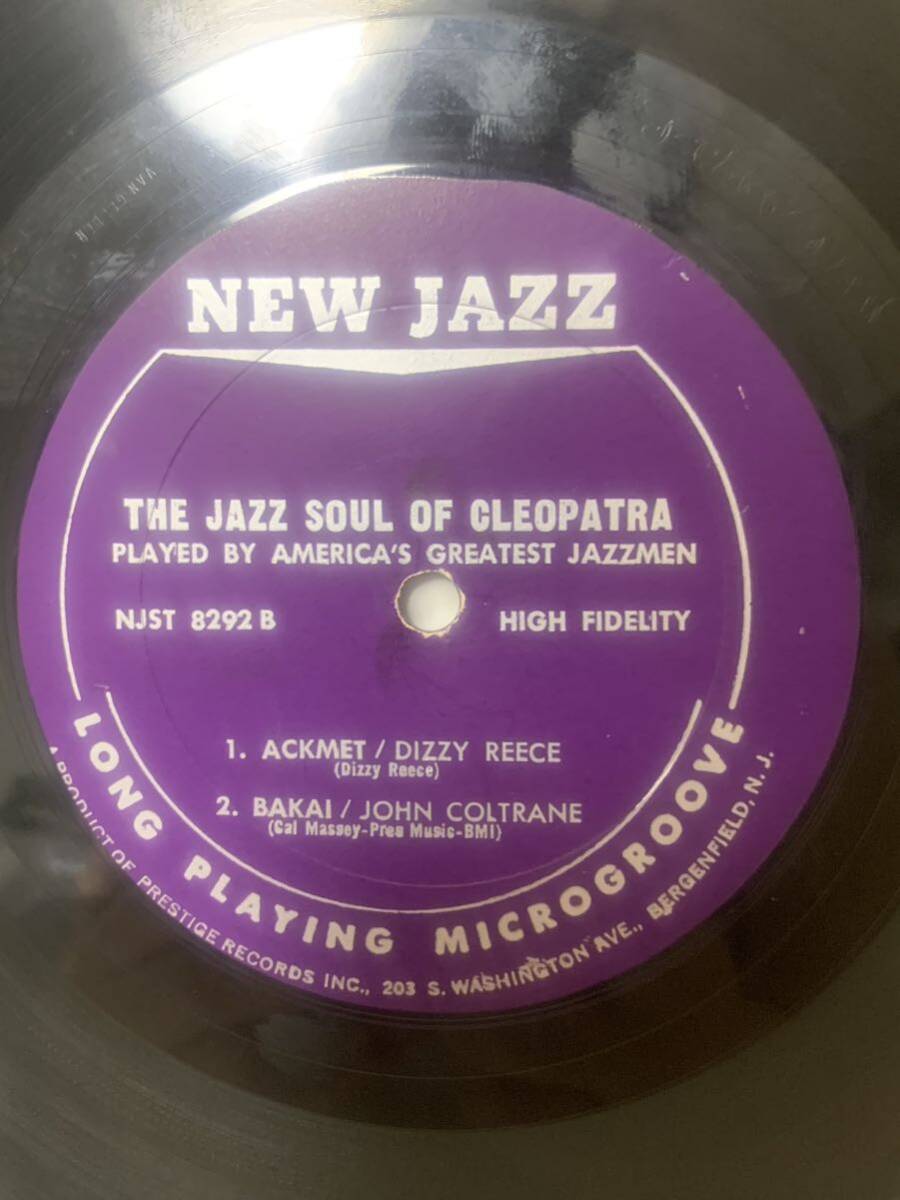 NEW JAZZ
THE JAZZ SOUL OF CLEOPATRA
PLAYED BY AMERICA'S GREATEST JAZZMEN
NJST 8292 B
HIGH FIDELITY
1. ACKMET / DIZZY REECE
(Dizzy Reece)
2. BAKAI / JOHN COLTRANE
(Cal Massey-Pres Music-BMI)
LONG PLAYING MICROGROOVE
A PRODUCT OF PRESTIGE RECORDS INC., 203 S. WASHINGTON AVE., BERGENFIELD, N. J.